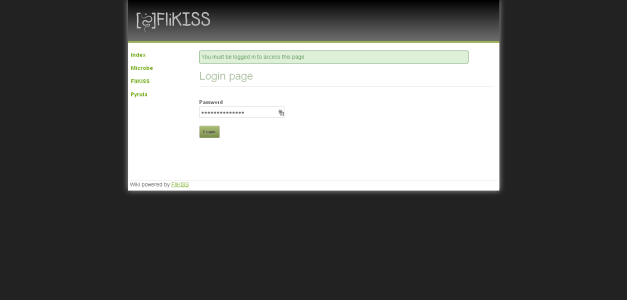 [?]FliKISS
You must be logged in to access this page
Login page
Index
Microbe
FliKISS
Pynuts
Password
**************
Login
Wiki powered by FliKISS